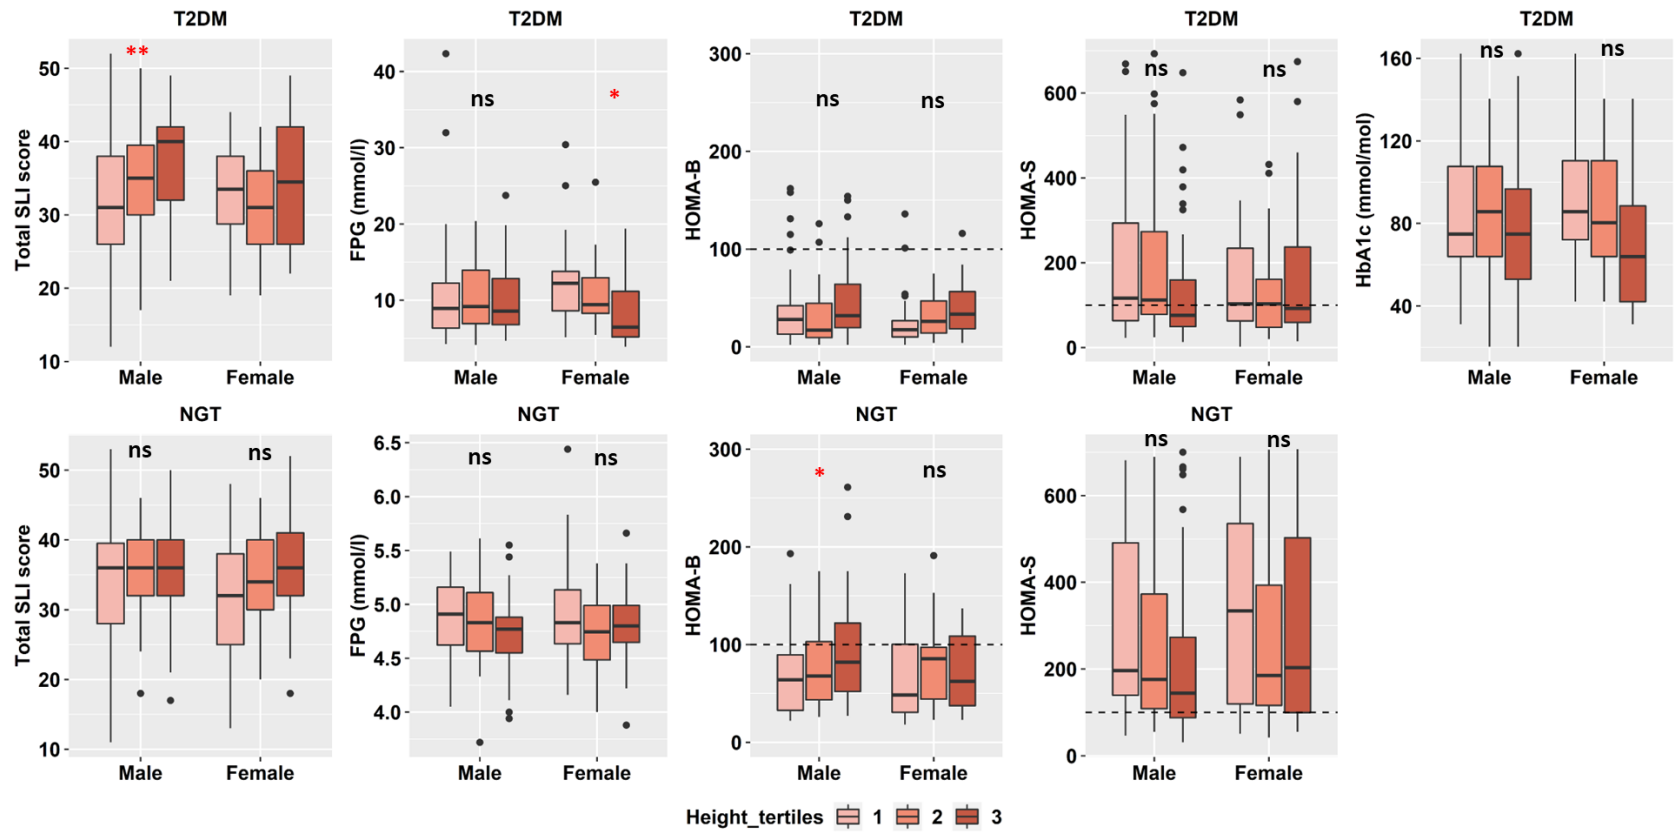 T2DM
T2DM
T2DM
T2DM
T2DM
Total SLI score
50
40
30
20
10
**
Male
Female
FPG (mmol/l)
40
30
20
10
ns
*
Male
Female
HOMA-B
300
200
100
0
ns
ns
Male
Female
HOMA-S
600
400
200
0
ns
ns
Male
Female
HbA1c (mmol/mol)
160
120
80
40
ns
ns
Male
Female
NGT
NGT
NGT
NGT
Total SLI score
50
40
30
20
10
ns
ns
Male
Female
FPG (mmol/l)
6.5
6.0
5.5
5.0
4.5
4.0
ns
ns
Male
Female
HOMA-B
300
200
100
0
*
ns
Male
Female
HOMA-S
600
400
200
0
ns
ns
Male
Female
Height_tertiles 1 2 3